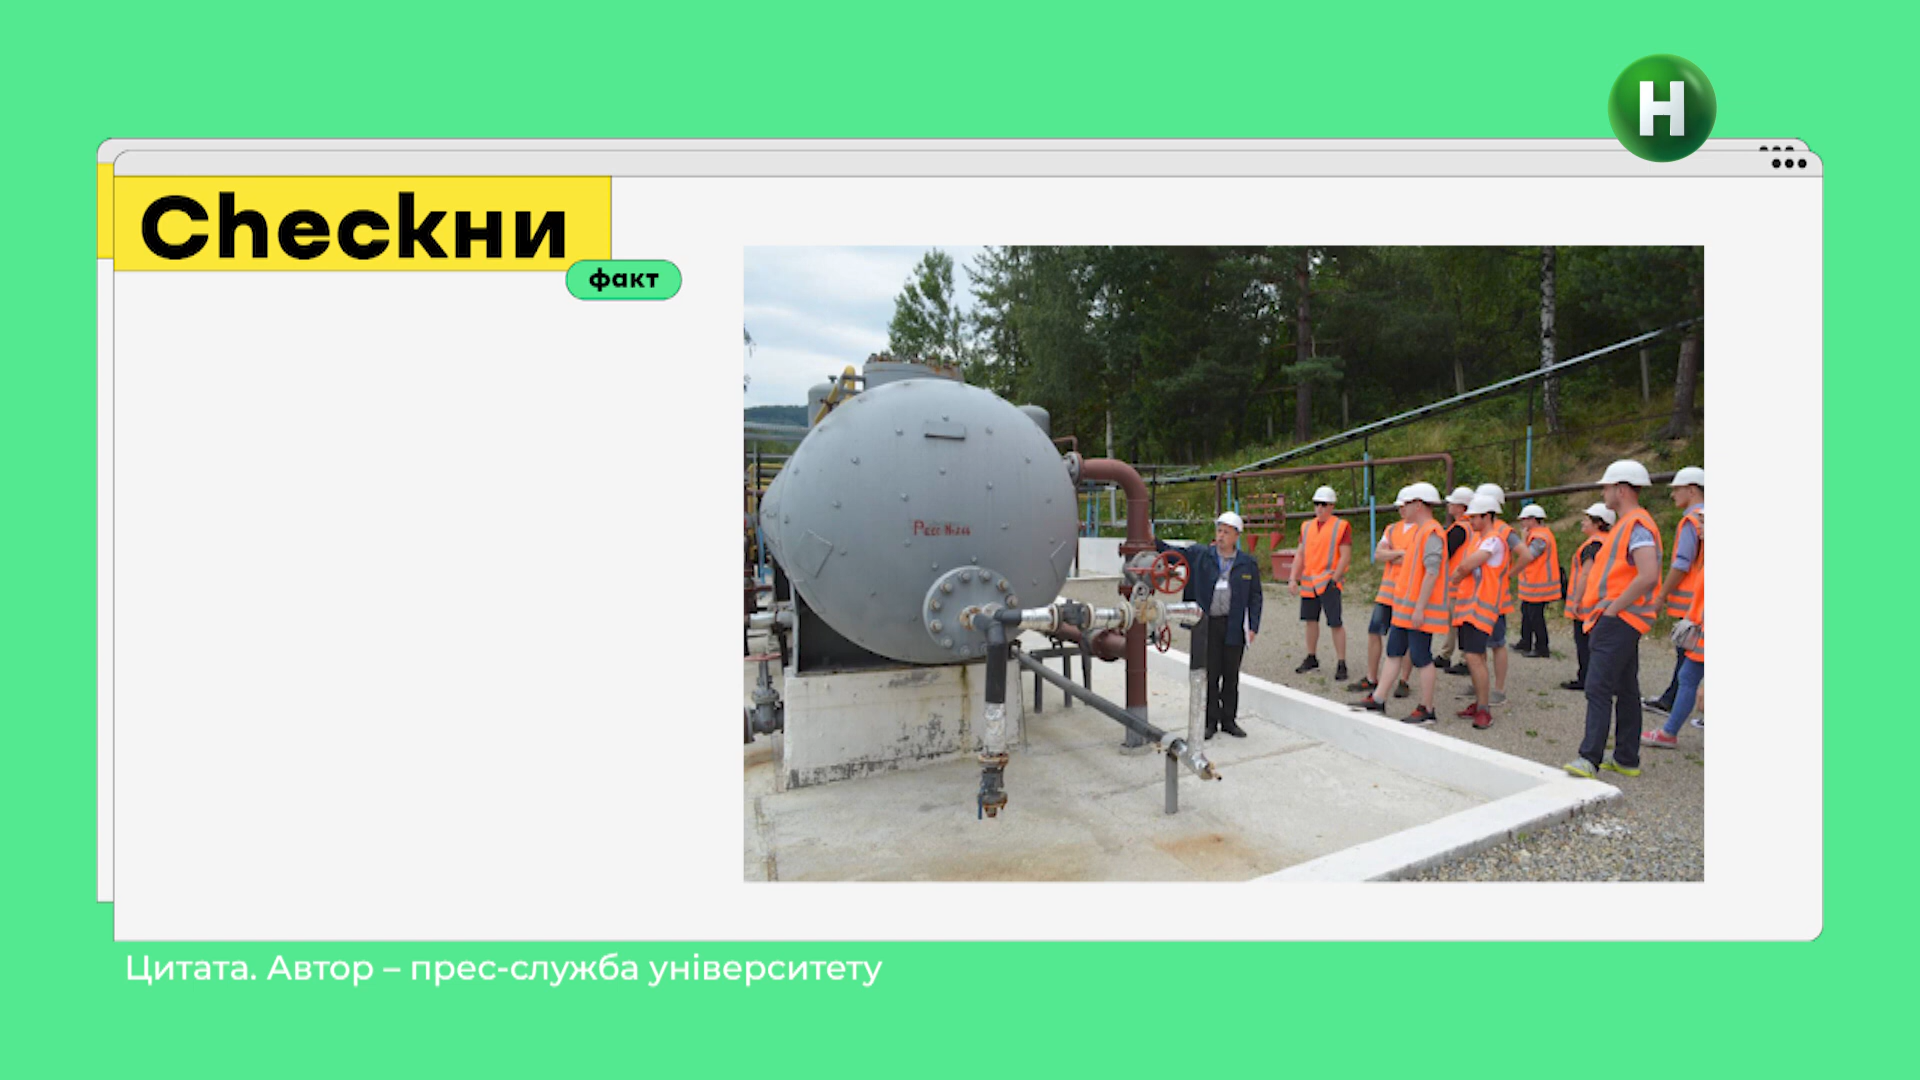 H
Checkни
факт
Цитата. Автор – прес-служба університету